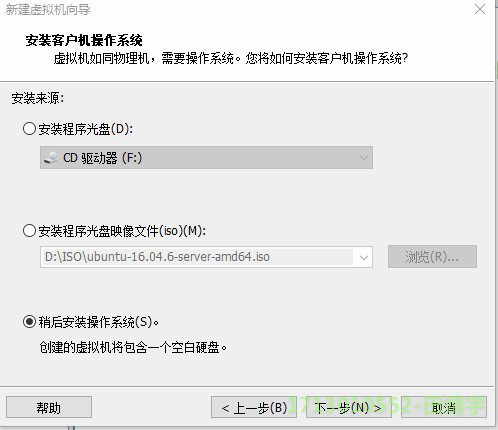 新建虚拟机向导
安装客户机操作系统
虚拟机如同物理机，需要操作系统。您将如何安装客户机操作系统?
安装来源:
安装程序光盘(D):
CD 驱动器 (F:)
安装程序光盘映像文件(iso)(M):
D:\ISO\ubuntu-16.04.6-server-amd64.iso
浏览(R)...
稍后安装操作系统(S)。
创建的虚拟机将包含一个空白硬盘。
帮助
< 上一步(B)
下一步(N) >
取消